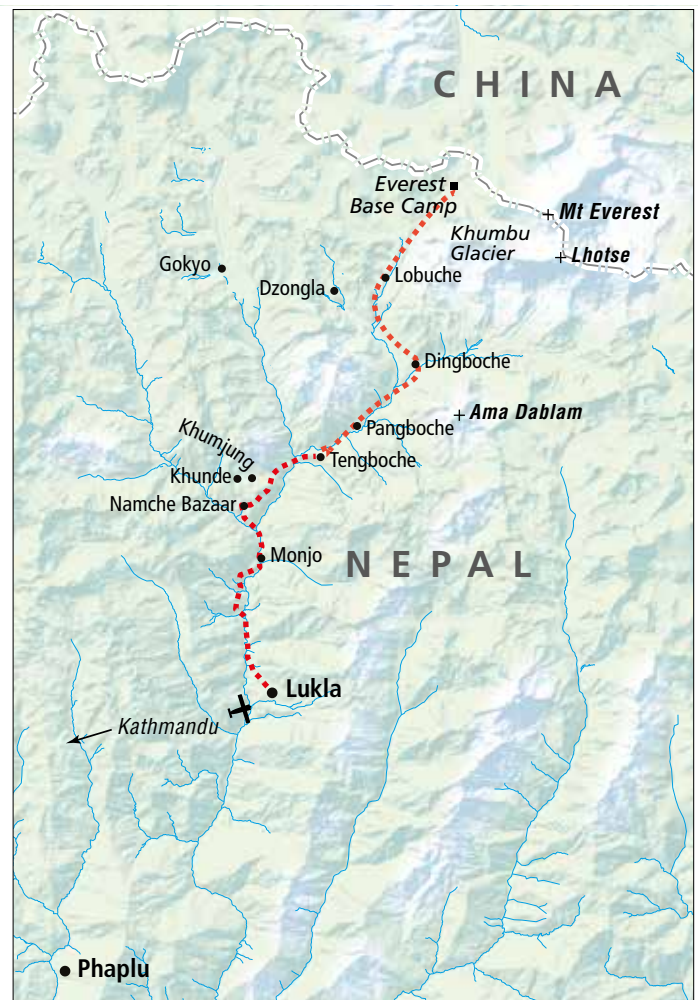 CHINA
Everest
Base Camp
Mt Everest
Khumbu
Glacier
Lhotse
Gokyo
Lobuche
Dzongla
Dingboche
Ama Dablam
Pangboche
Khumjung
Tengboche
Khunde
Namche Bazaar
Monjo
NEPAL
Lukla
Kathmandu
Phaplu